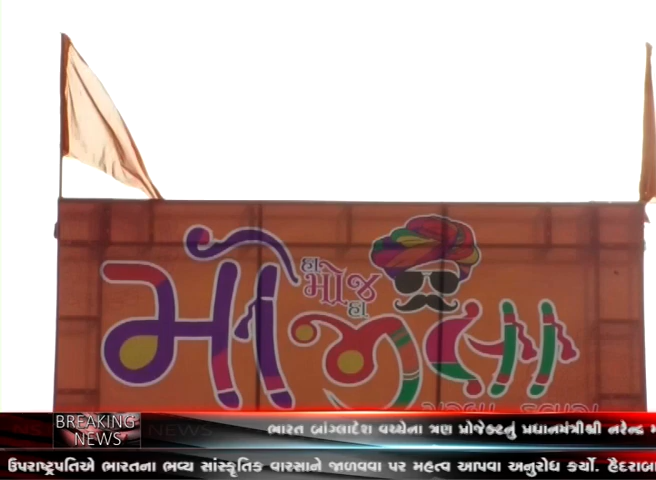 હા
મોજ
હા
મોજીલા
BREAKING
NEWS
ભારત બાંગ્લાદેશ વચ્ચેના ત્રણ પ્રોજેક્ટનું પ્રધાનમંત્રીશ્રી નરેન્દ્ર
ઉપરાષ્ટ્રપતિએ ભારતના ભવ્ય સાંસ્કૃતિક વારસાને જાળવવા પર મહત્વ આપવા અનુરોધ કર્યો. હૈદરાબા